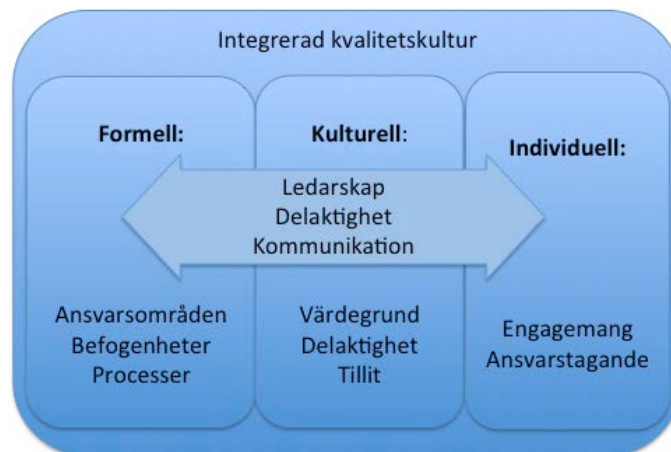 Integrerad kvalitetskultur
Formell:
Kulturell:
Individuell:
Ledarskap
Delaktighet
Kommunikation
Ansvarsområden
Befogenheter
Processer
Värdegrund
Delaktighet
Tillit
Engagemang
Ansvarstagande